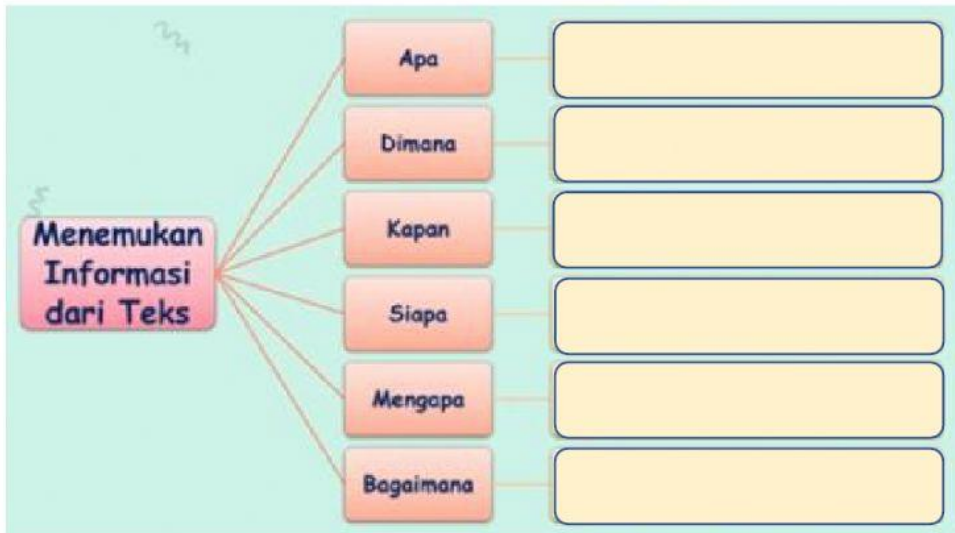 Menemukan
Informasi
dari Teks
Apa
Dimana
Kapan
Siapa
Mengapa
Bagaimana